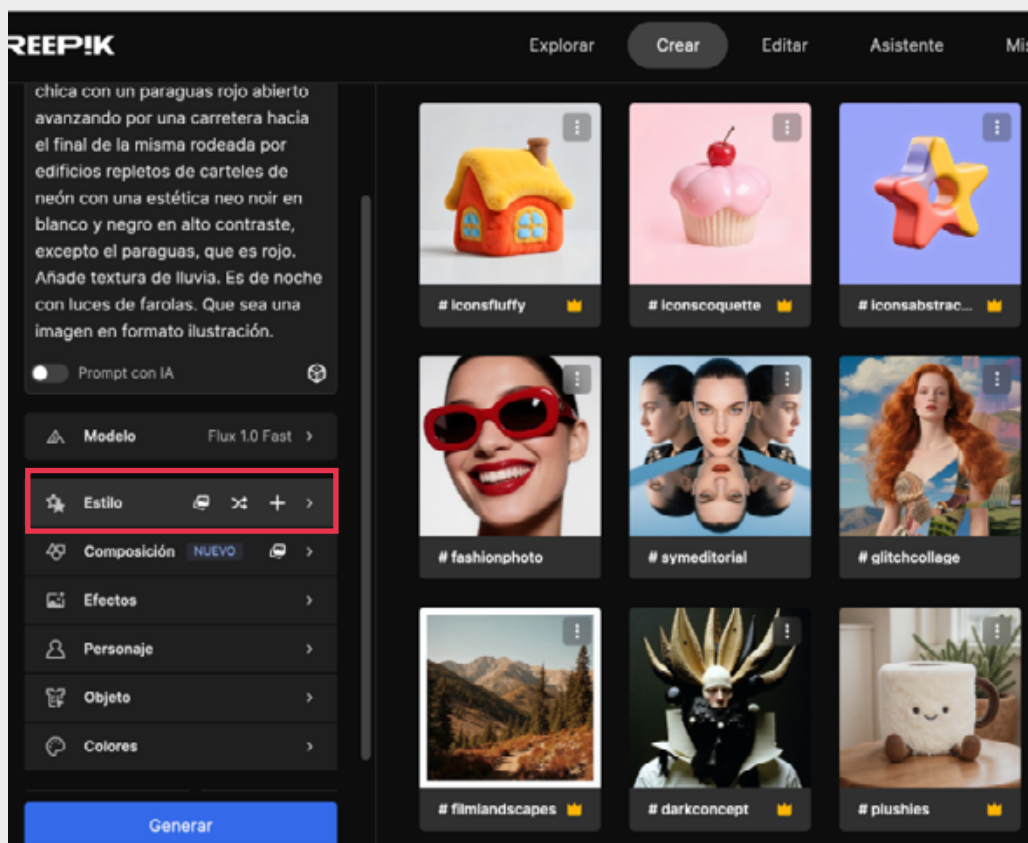 REEP!K
Explorar
Crear
Editar
Asistente
chica con un paraguas rojo abierto
avanzando por una carretera hacia
el final de la misma rodeada por
edificios repletos de carteles de
neón con una estética neo noir en
blanco y negro en alto contraste,
excepto el paraguas, que es rojo.
Añade textura de lluvia. Es de noche
con luces de farolas. Que sea una
imagen en formato ilustración.
Prompt con IA
Modelo Flux 1.0 Fast
Estilo
Composición NUEVO
Efectos
Personaje
Objeto
Colores
Generar
# iconsfluffy
# iconscoquette
# iconsabstrac...
# fashionphoto
# symeditorial
# glitchcollage
# filmlandscapes
# darkconcept
# plushies